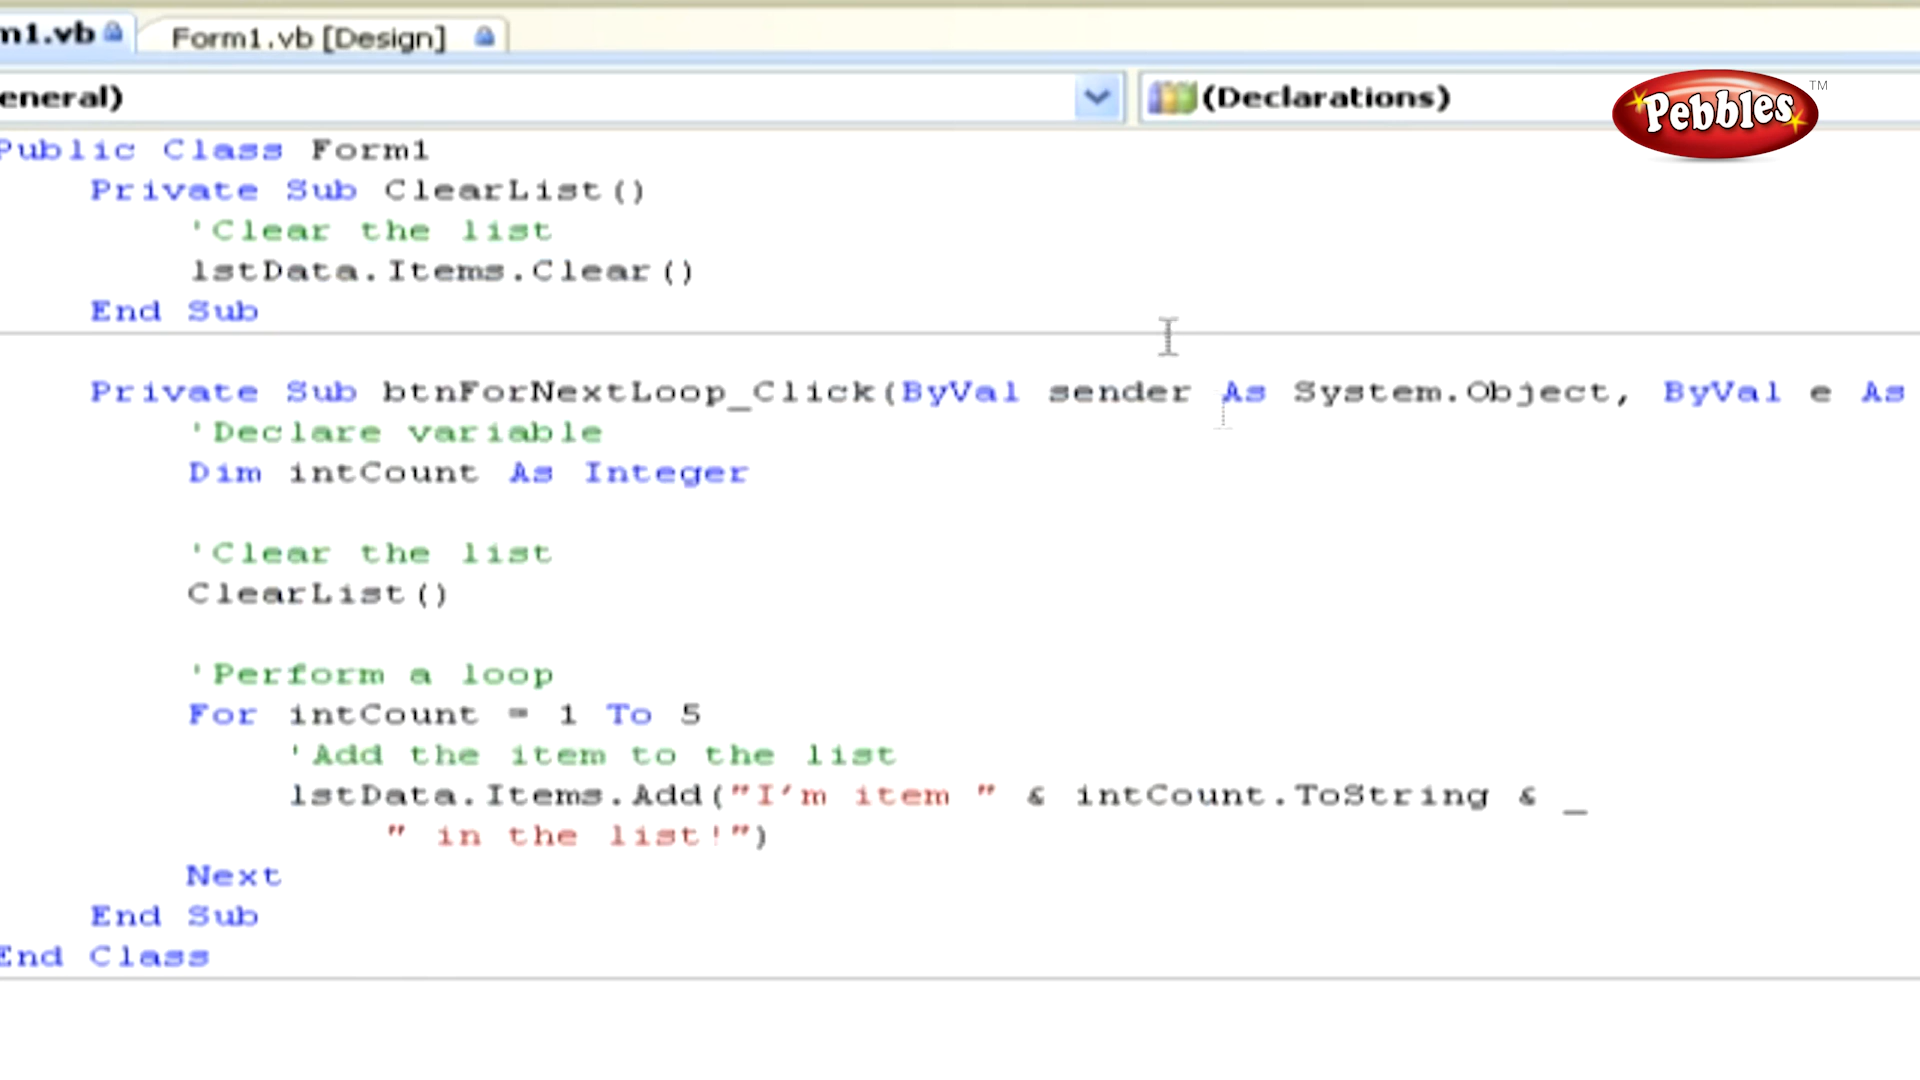 m1.vb
Form1.vb [Design]
eneral)
(Declarations)
Pebbles™
Public Class Form1
Private Sub ClearList()
'Clear the list
lstData.Items.Clear()
End Sub
Private Sub btnForNextLoop_Click(ByVal sender As System.Object, ByVal e As
'Declare variable
Dim intCount As Integer
'Clear the list
ClearList()
'Perform a loop
For intCount = 1 To 5
'Add the item to the list
lstData.Items.Add("I'm item " & intCount.ToString & _
" in the list!")
Next
End Sub
End Class